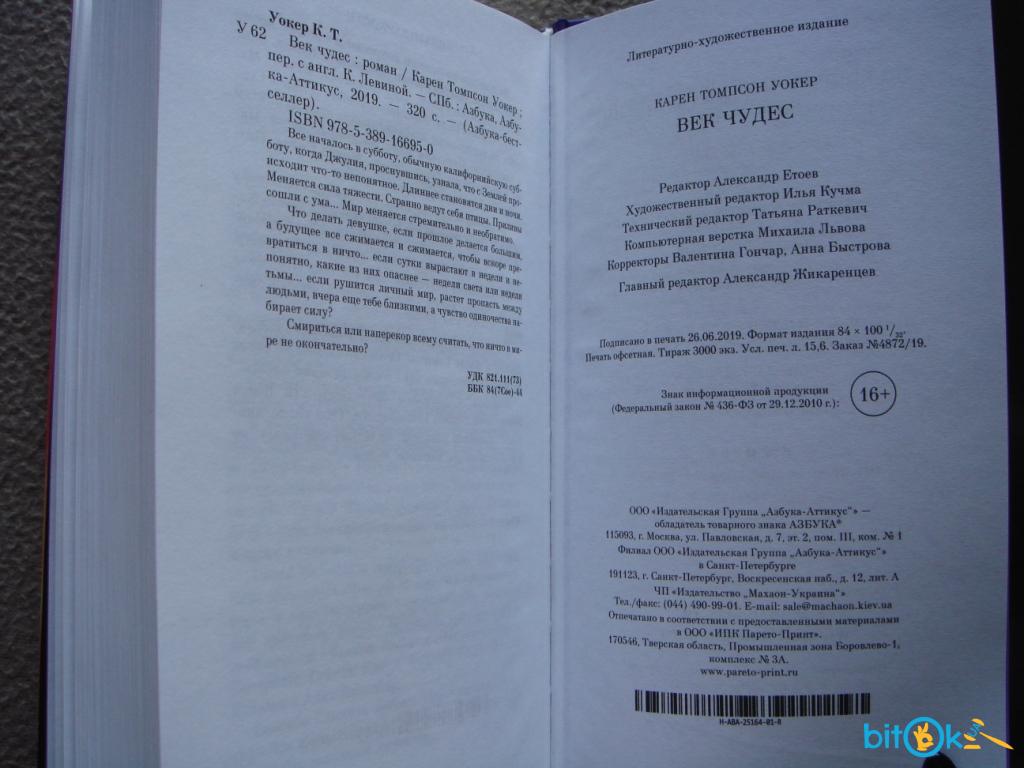 Уокер К. Т.
У 62
Век чудес : роман / Карен Томпсон Уокер ;
пер. с англ. К. Левиной. — СПб. : Азбука, Азбу-
ка-Аттикус, 2019. — 320 с. — (Азбука-бест-
селлер).
ISBN 978-5-389-16695-0
Все началось в субботу, обычную калифорнийскую суб-
боту, когда Джулия, проснувшись, узнала, что с Землей про-
исходит что-то непонятное. Длиннее становятся дни и ночи.
Меняется сила тяжести. Странно ведут себя птицы. Приливы
сошли с ума... Мир меняется стремительно и необратимо.
Что делать девушке, если прошлое делается большим,
а будущее все сжимается и сжимается, чтобы вскоре пре-
вратиться в ничто... если сутки вырастают в недели и не-
понятно, какие из них опаснее — недели света или недели
тьмы... если рушится личный мир, растет пропасть между
людьми, вчера еще тебе близкими, а чувство одиночества на-
бирает силу?
Смириться или наперекор всему считать, что ничто в ми-
ре не окончательно?
УДК 821.111(73)
ББК 84(7Сое)-44
Литературно-художественное издание
КАРЕН ТОМПСОН УОКЕР
ВЕК ЧУДЕС
Редактор Александр Етоев
Художественный редактор Илья Кучма
Технический редактор Татьяна Раткевич
Компьютерная верстка Михаила Львова
Корректоры Валентина Гончар, Анна Быстрова
Главный редактор Александр Жикаренцев
Подписано в печать 26.06.2019. Формат издания 84 × 100 1/32.
Печать офсетная. Тираж 3000 экз. Усл. печ. л. 15,6. Заказ №4872/19.
Знак информационной продукции
(Федеральный закон № 436-ФЗ от 29.12.2010 г.):
16+
ООО «Издательская Группа „Азбука-Аттикус“» —
обладатель товарного знака АЗБУКА®
115093, г. Москва, ул. Павловская, д. 7, эт. 2, пом. III, ком. № 1
Филиал ООО «Издательская Группа „Азбука-Аттикус“»
в Санкт-Петербурге
191123, г. Санкт-Петербург, Воскресенская наб., д. 12, лит. А
ЧП «Издательство „Махаон-Украина“»
Тел./факс: (044) 490-99-01. E-mail: sale@machaon.kiev.ua
Отпечатано в соответствии с предоставленными материалами
в ООО «ИПК Парето-Принт».
170546, Тверская область, Промышленная зона Боровлево-1,
комплекс № 3А.
www.pareto-print.ru
H-ABA-25164-01-R
bitOk